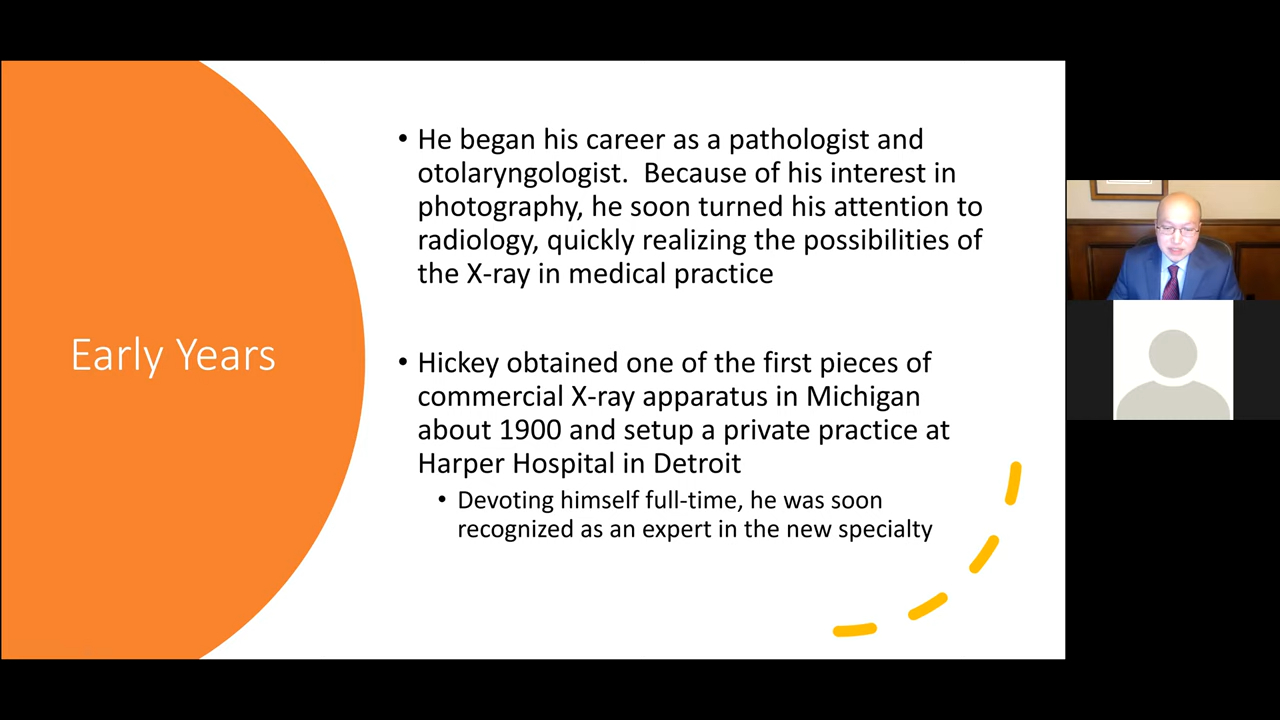 Early Years
• He began his career as a pathologist and
otolaryngologist.  Because of his interest in
photography, he soon turned his attention to
radiology, quickly realizing the possibilities of
the X-ray in medical practice
• Hickey obtained one of the first pieces of
commercial X-ray apparatus in Michigan
about 1900 and setup a private practice at
Harper Hospital in Detroit
• Devoting himself full-time, he was soon
recognized as an expert in the new specialty